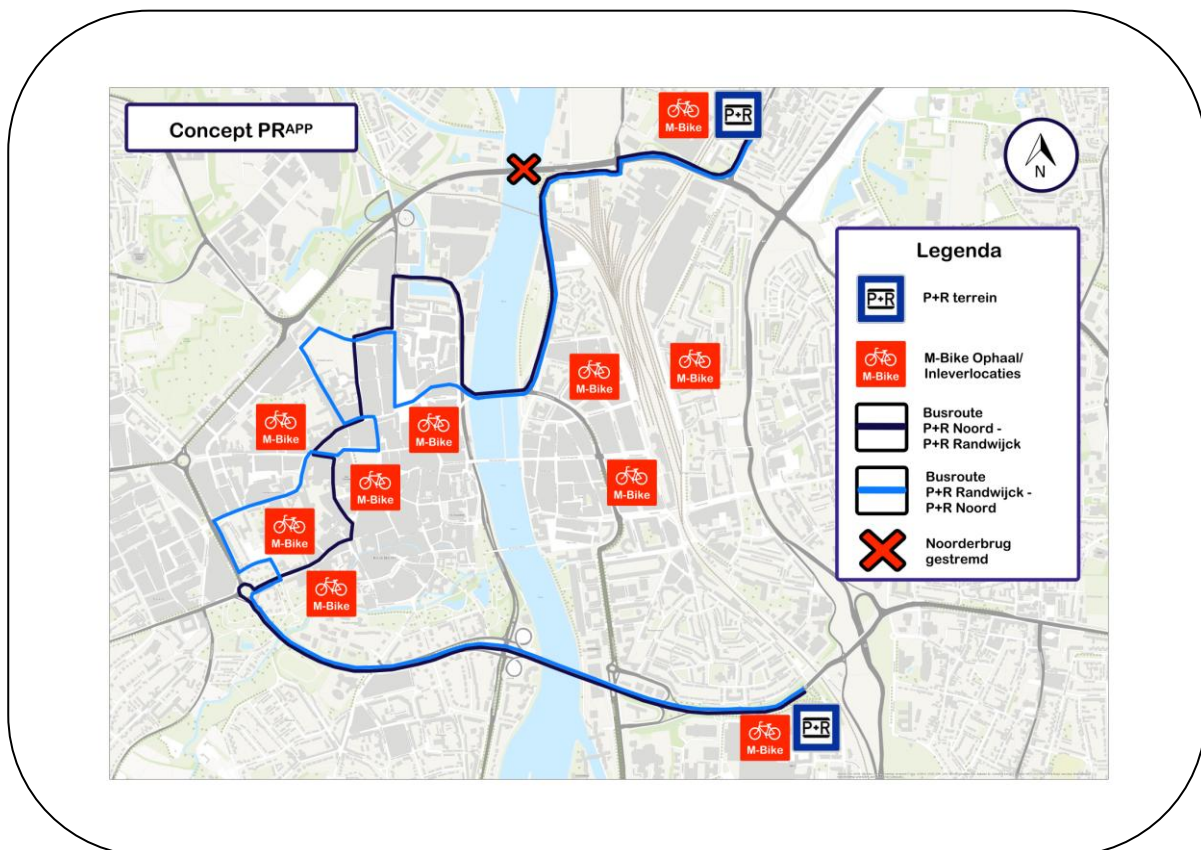 Concept PRAPP
M-Bike
P+R
N
Legenda
P+R
P+R terrein
M-Bike
M-Bike Ophaal/
Inleverlocaties
Busroute
P+R Noord -
P+R Randwijck
Busroute
P+R Randwijck -
P+R Noord
Noorderbrug
gestremd
M-Bike
M-Bike
M-Bike
M-Bike
M-Bike
M-Bike
M-Bike
M-Bike
M-Bike
P+R